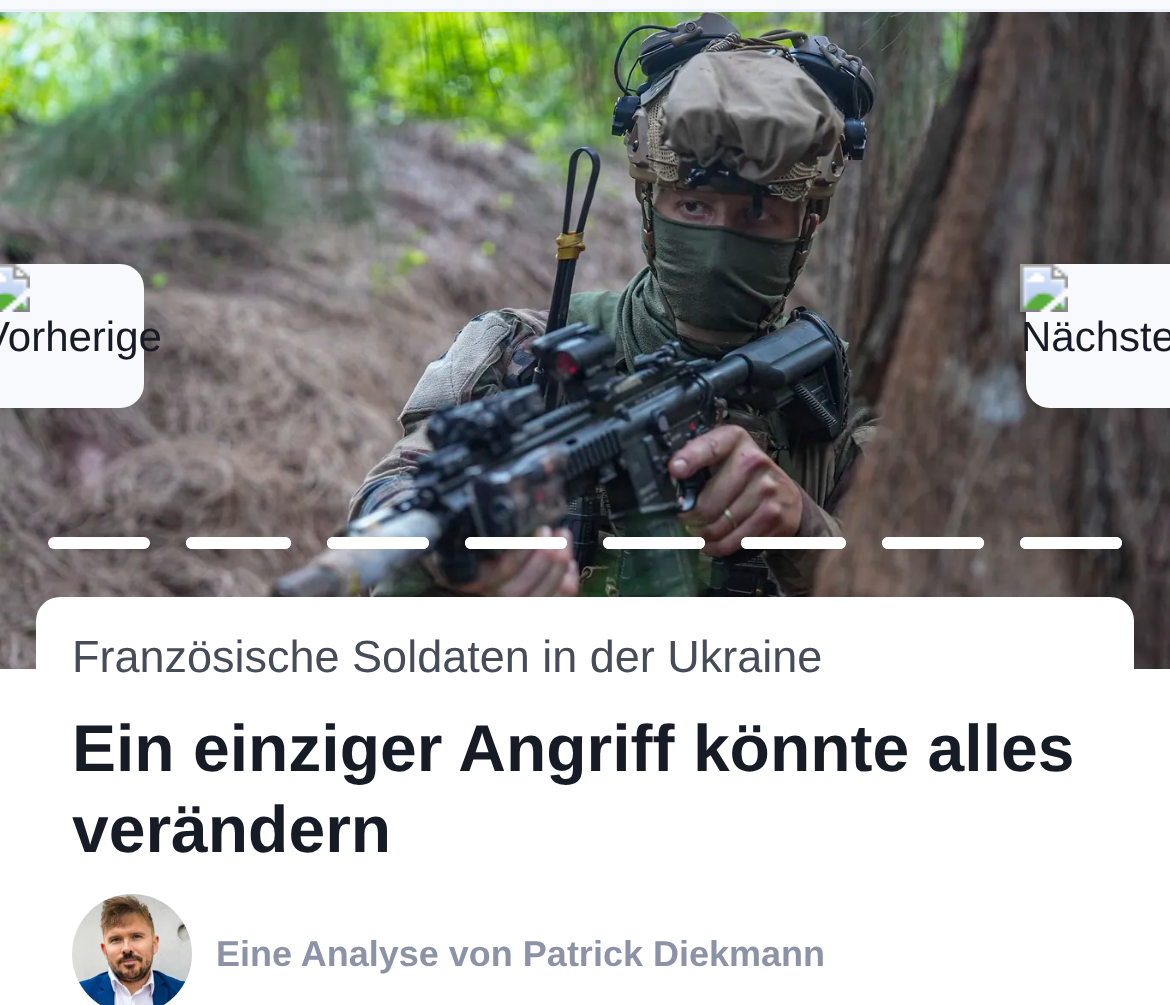 Vorherige
Nächste
Französische Soldaten in der Ukraine
Ein einziger Angriff könnte alles
verändern
Eine Analyse von Patrick Diekmann